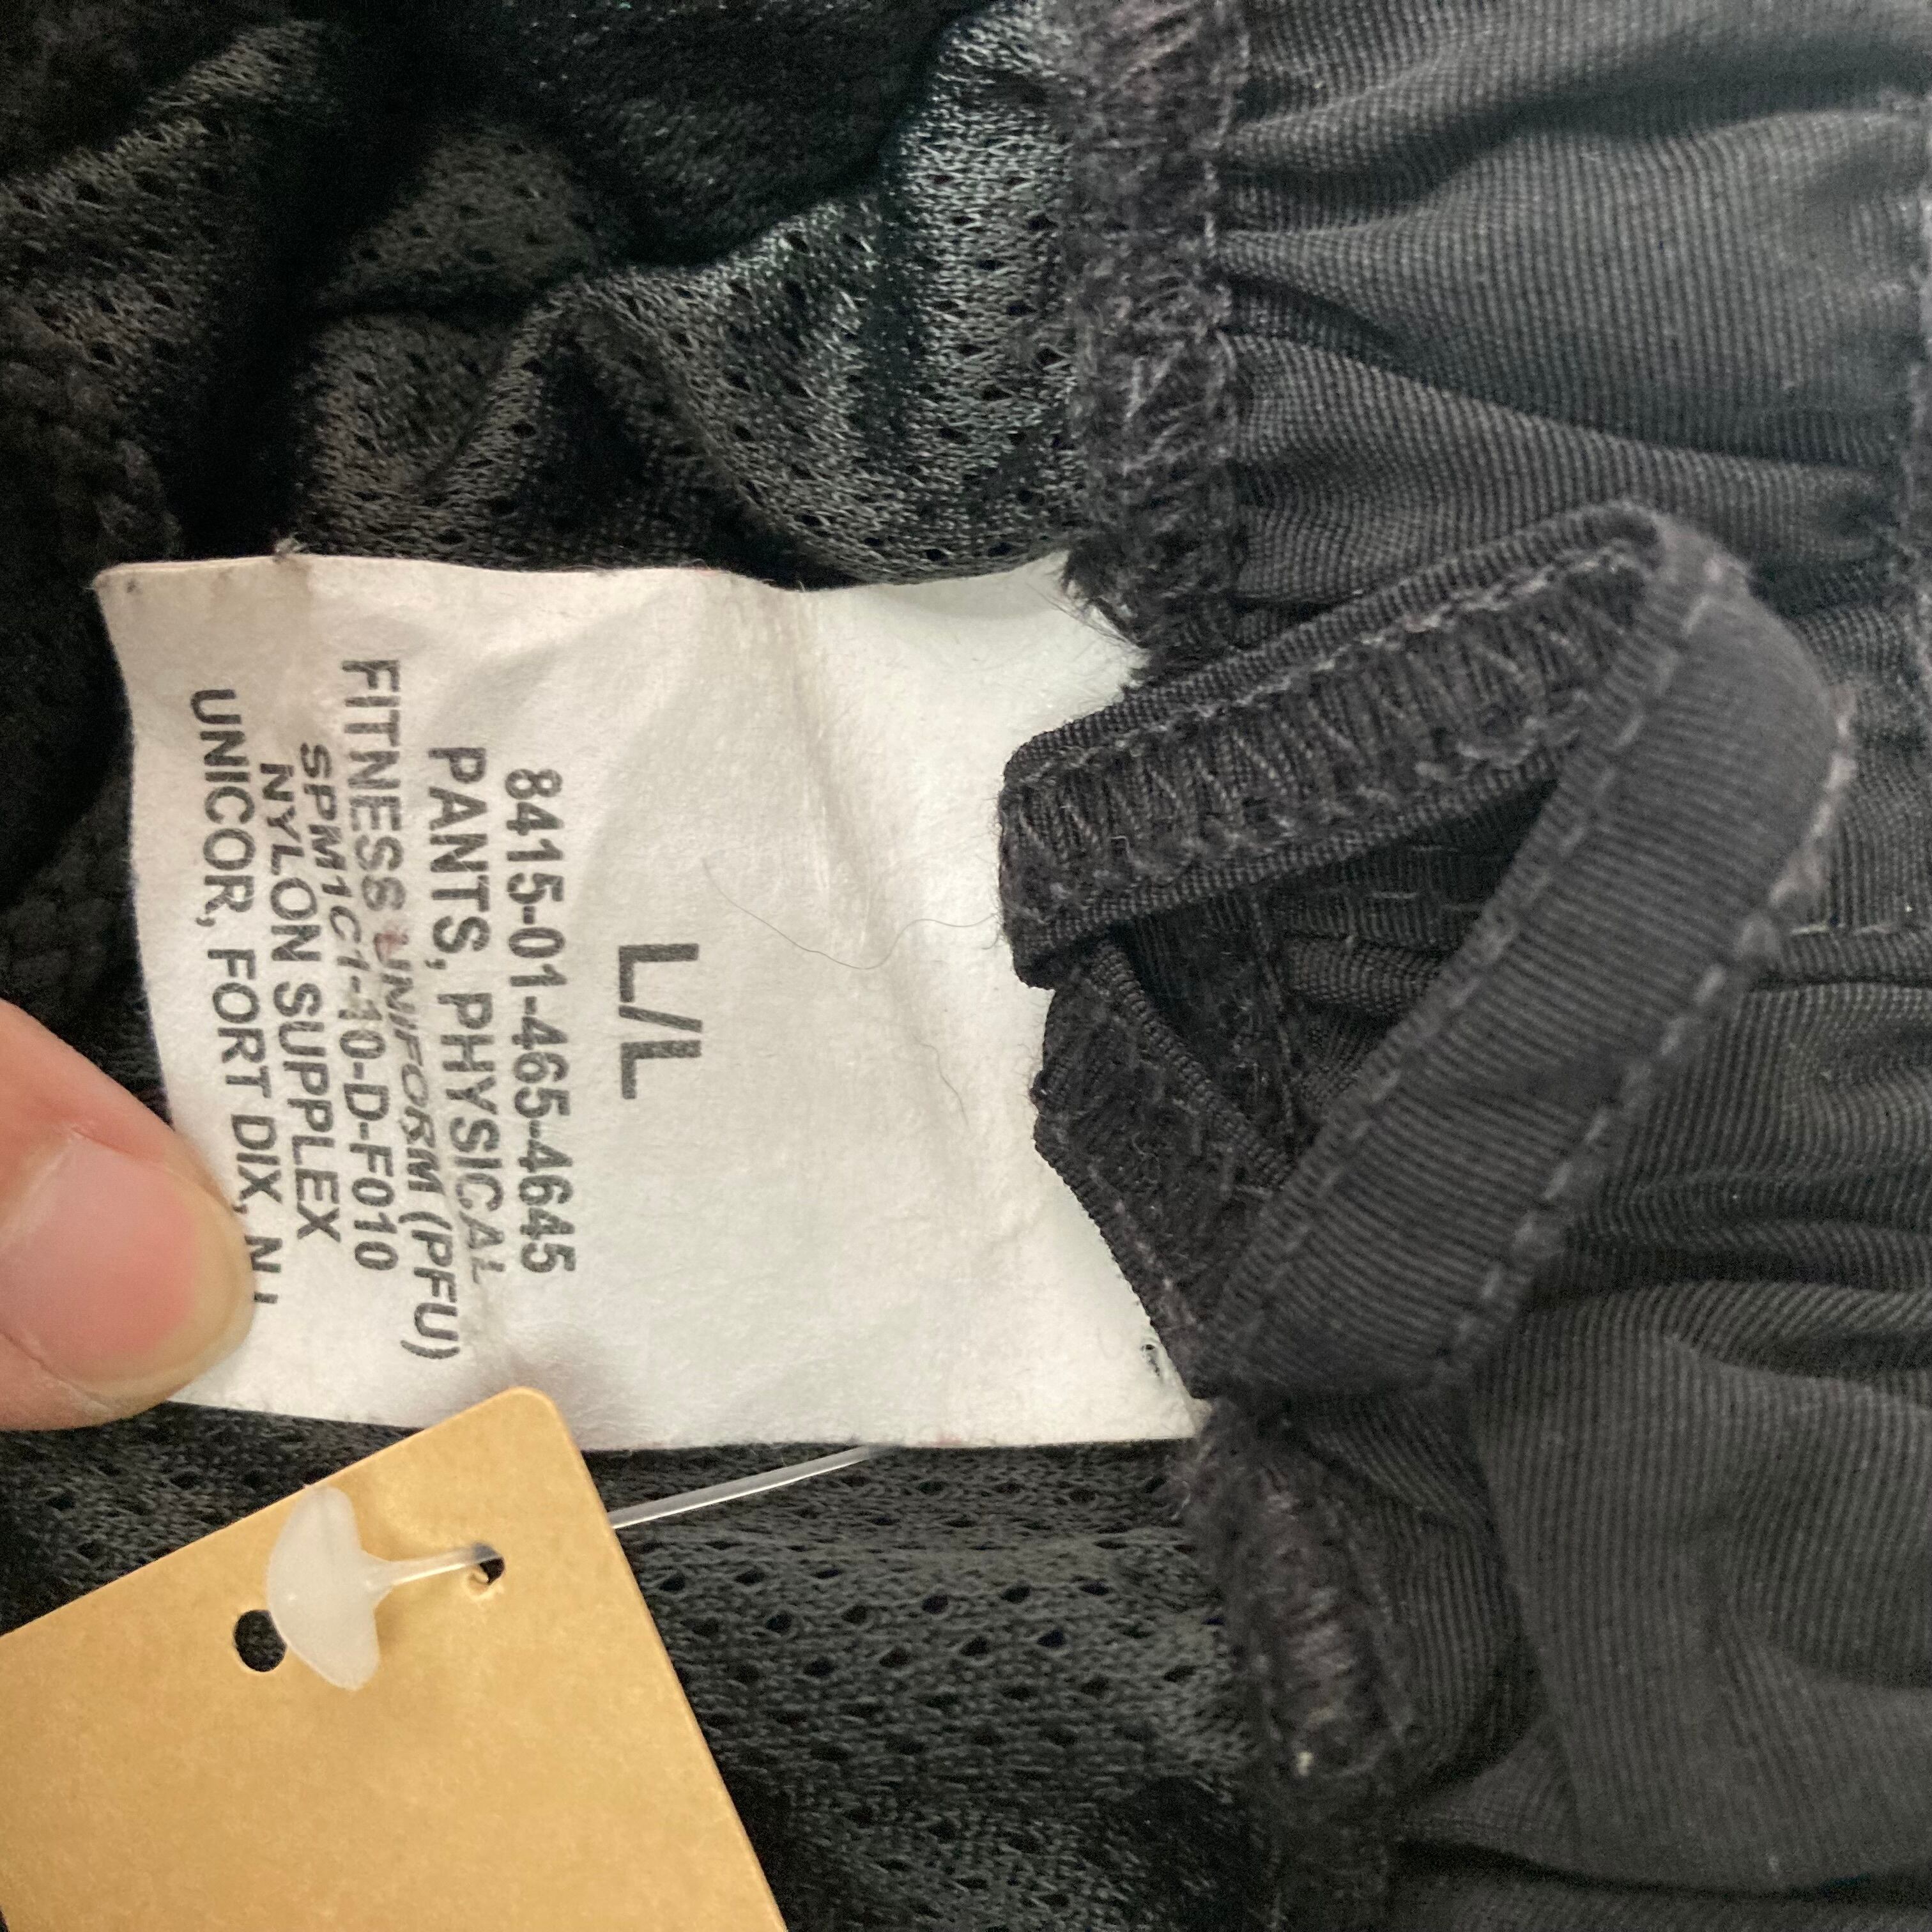 L/L
8415-01-465-4645
PANTS, PHYSICAL
FITNESS UNIFORM (PFU)
SPM1C1-10-D-F010
NYLON SUPPLEX
UNICOR, FORT DIX,